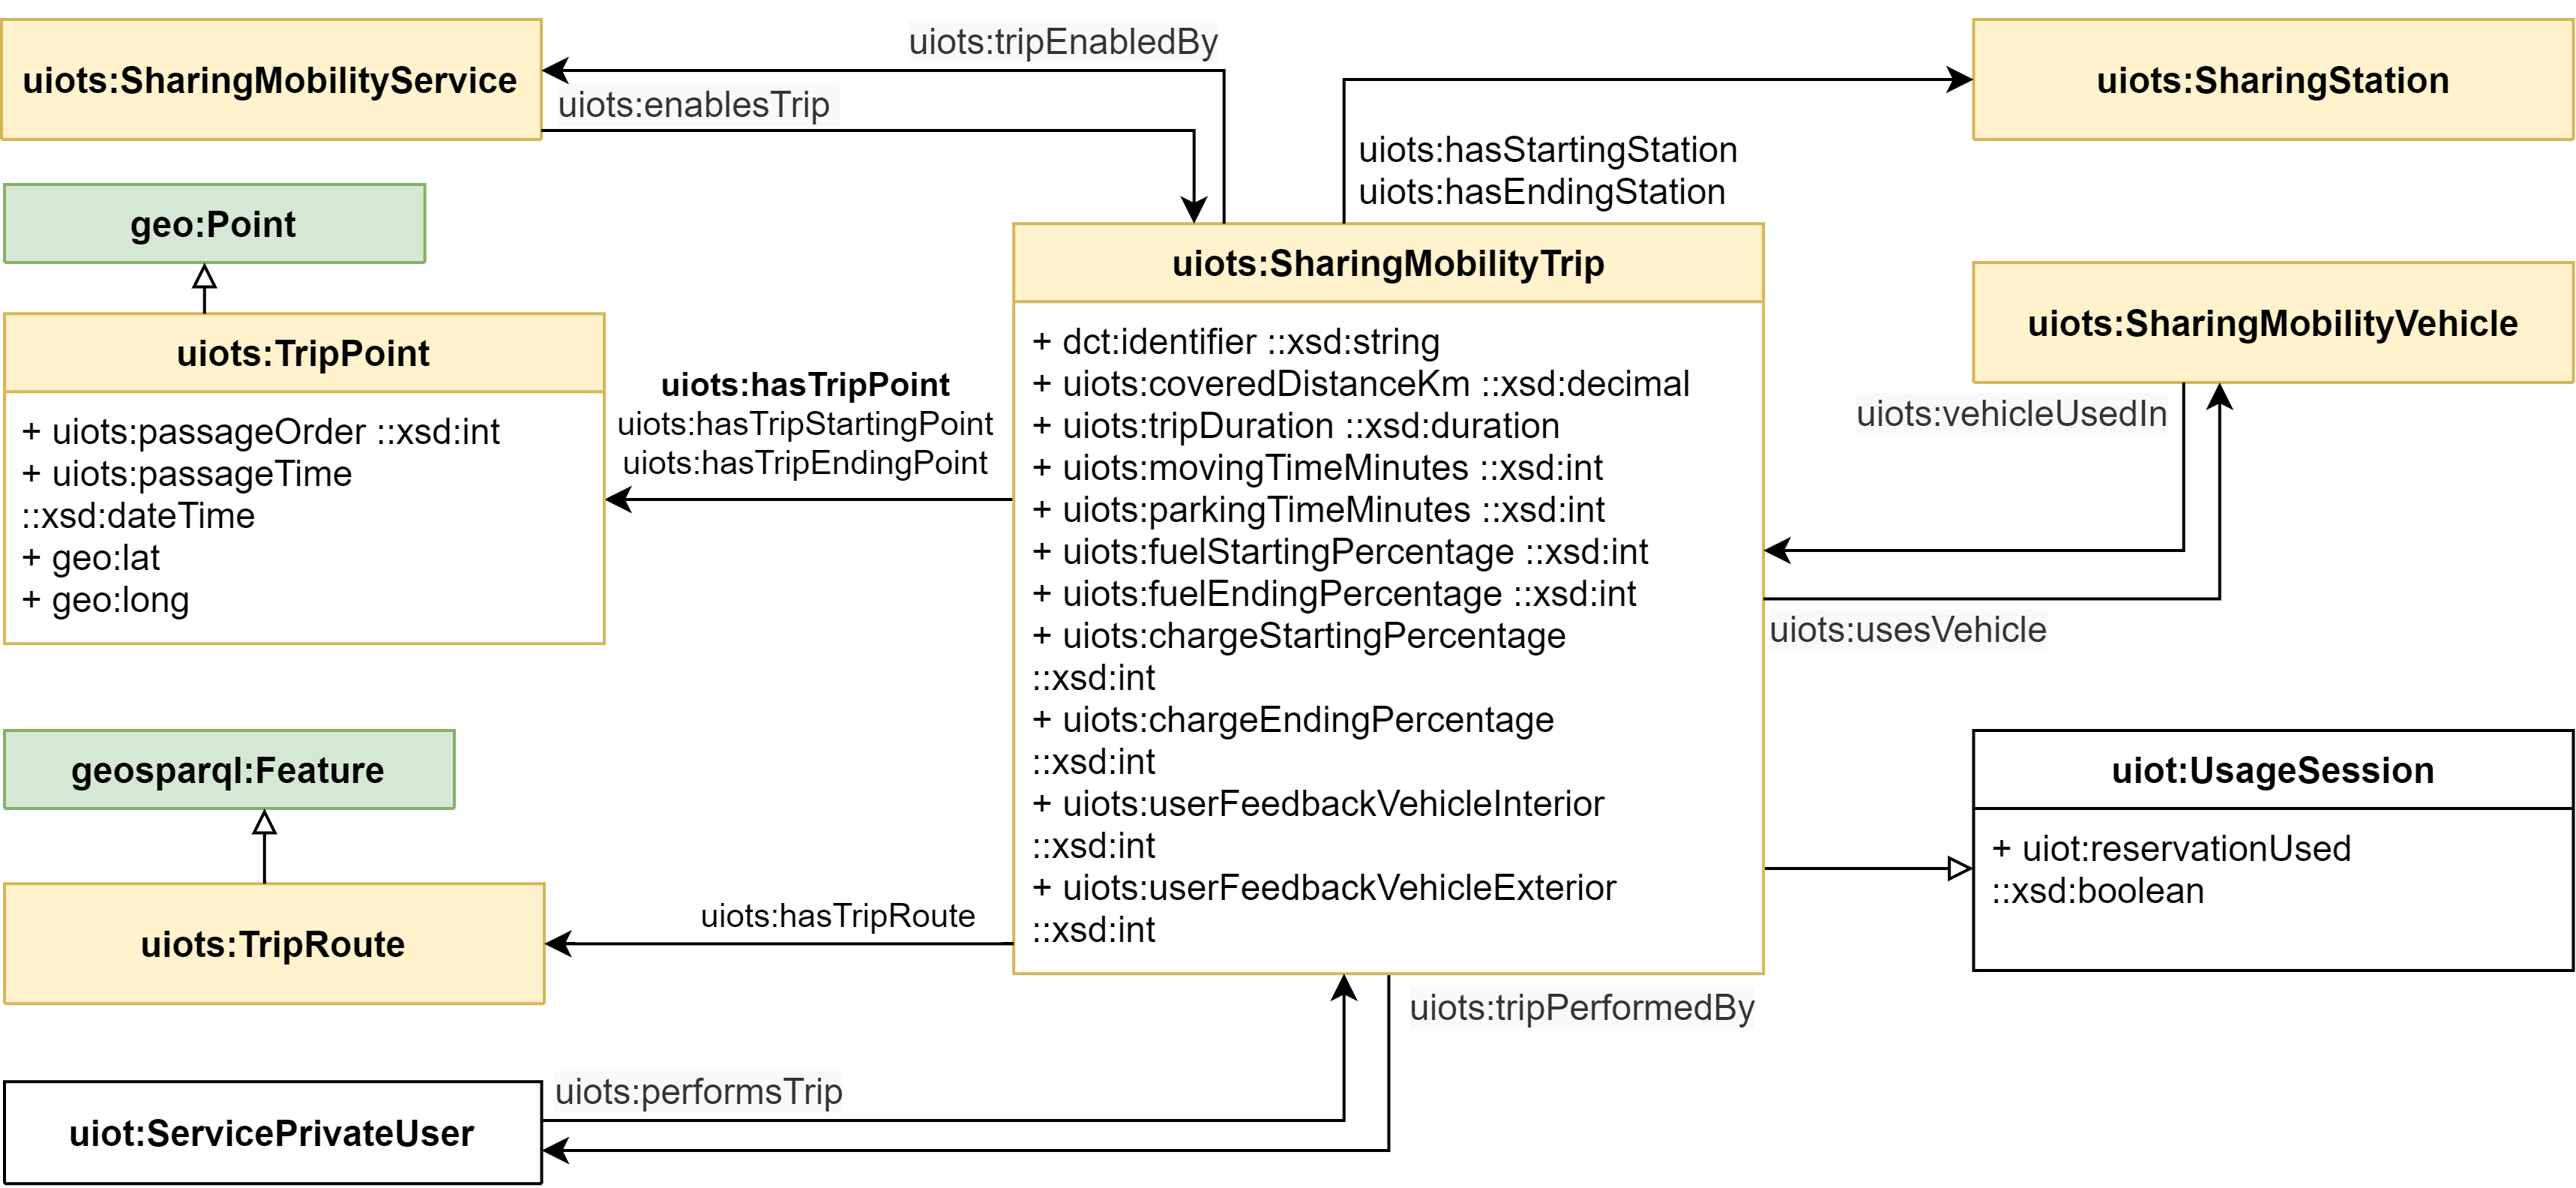 uiots:SharingMobilityService
uiots:tripEnabledBy
uiots:enablesTrip
uiots:SharingStation
uiots:hasStartingStation
uiots:hasEndingStation
geo:Point
uiots:TripPoint
+ uiots:passageOrder ::xsd:int
+ uiots:passageTime
::xsd:dateTime
+ geo:lat
+ geo:long
uiots:hasTripPoint
uiots:hasTripStartingPoint
uiots:hasTripEndingPoint
uiots:SharingMobilityTrip
+ dct:identifier ::xsd:string
+ uiots:coveredDistanceKm ::xsd:decimal
+ uiots:tripDuration ::xsd:duration
+ uiots:movingTimeMinutes ::xsd:int
+ uiots:parkingTimeMinutes ::xsd:int
+ uiots:fuelStartingPercentage ::xsd:int
+ uiots:fuelEndingPercentage ::xsd:int
+ uiots:chargeStartingPercentage
::xsd:int
+ uiots:chargeEndingPercentage
::xsd:int
+ uiots:userFeedbackVehicleInterior
::xsd:int
+ uiots:userFeedbackVehicleExterior
::xsd:int
uiots:SharingMobilityVehicle
uiots:vehicleUsedIn
uiots:usesVehicle
geosparql:Feature
uiots:TripRoute
uiots:hasTripRoute
uiot:UsageSession
+ uiot:reservationUsed
::xsd:boolean
uiots:tripPerformedBy
uiots:performsTrip
uiot:ServicePrivateUser